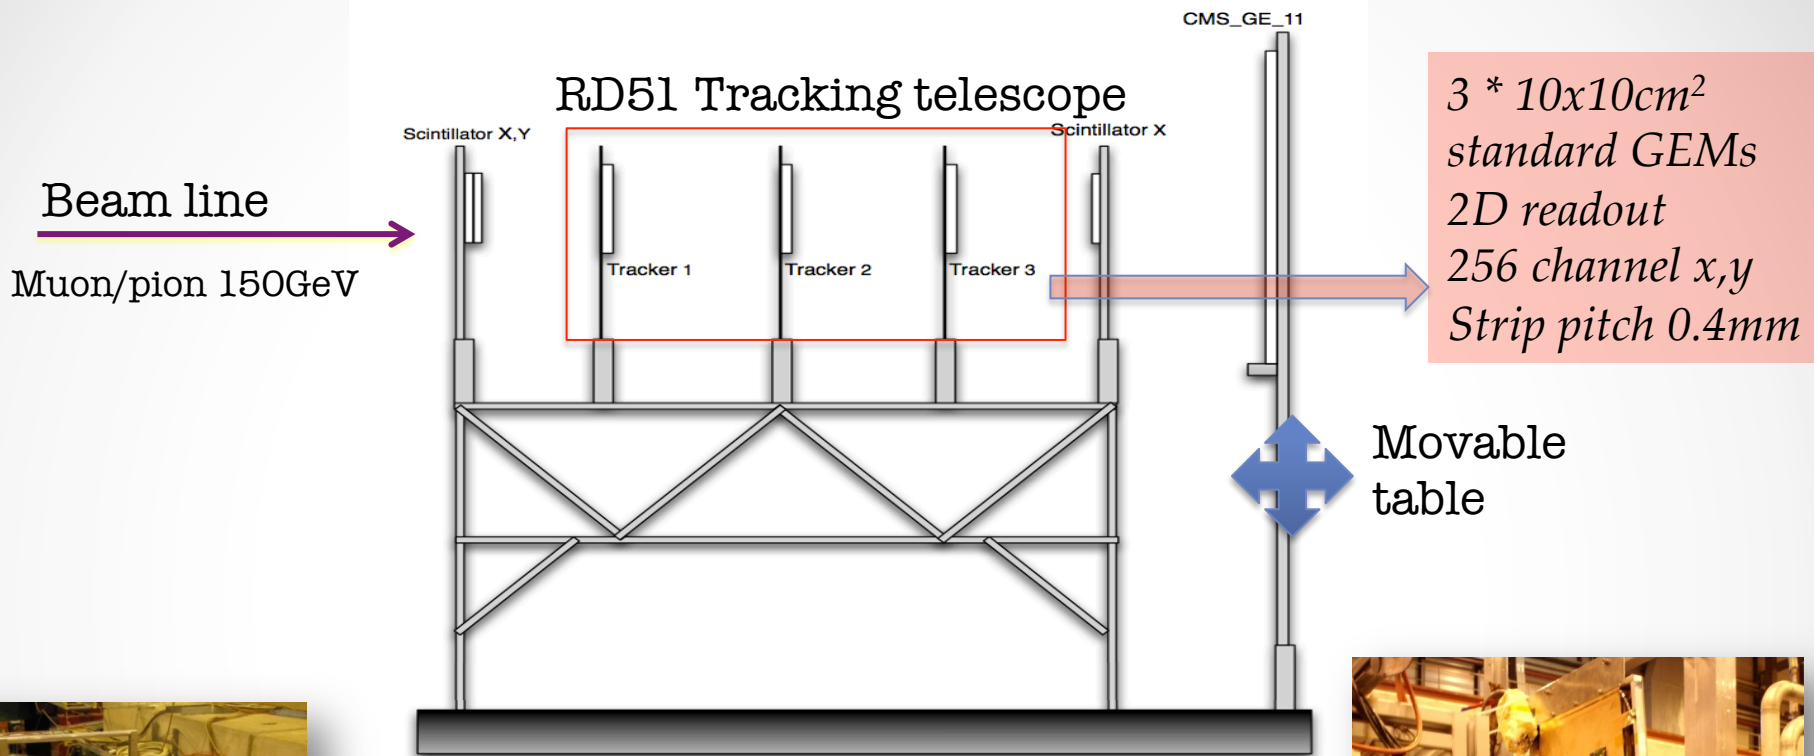 CMS_GE_11
RD51 Tracking telescope
Scintillator X,Y
Scintillator X
3 * 10x10cm²
standard GEMs
2D readout
256 channel x,y
Strip pitch 0.4mm
Beam line
Muon/pion 150GeV
Tracker 1
Tracker 2
Tracker 3
Movable
table